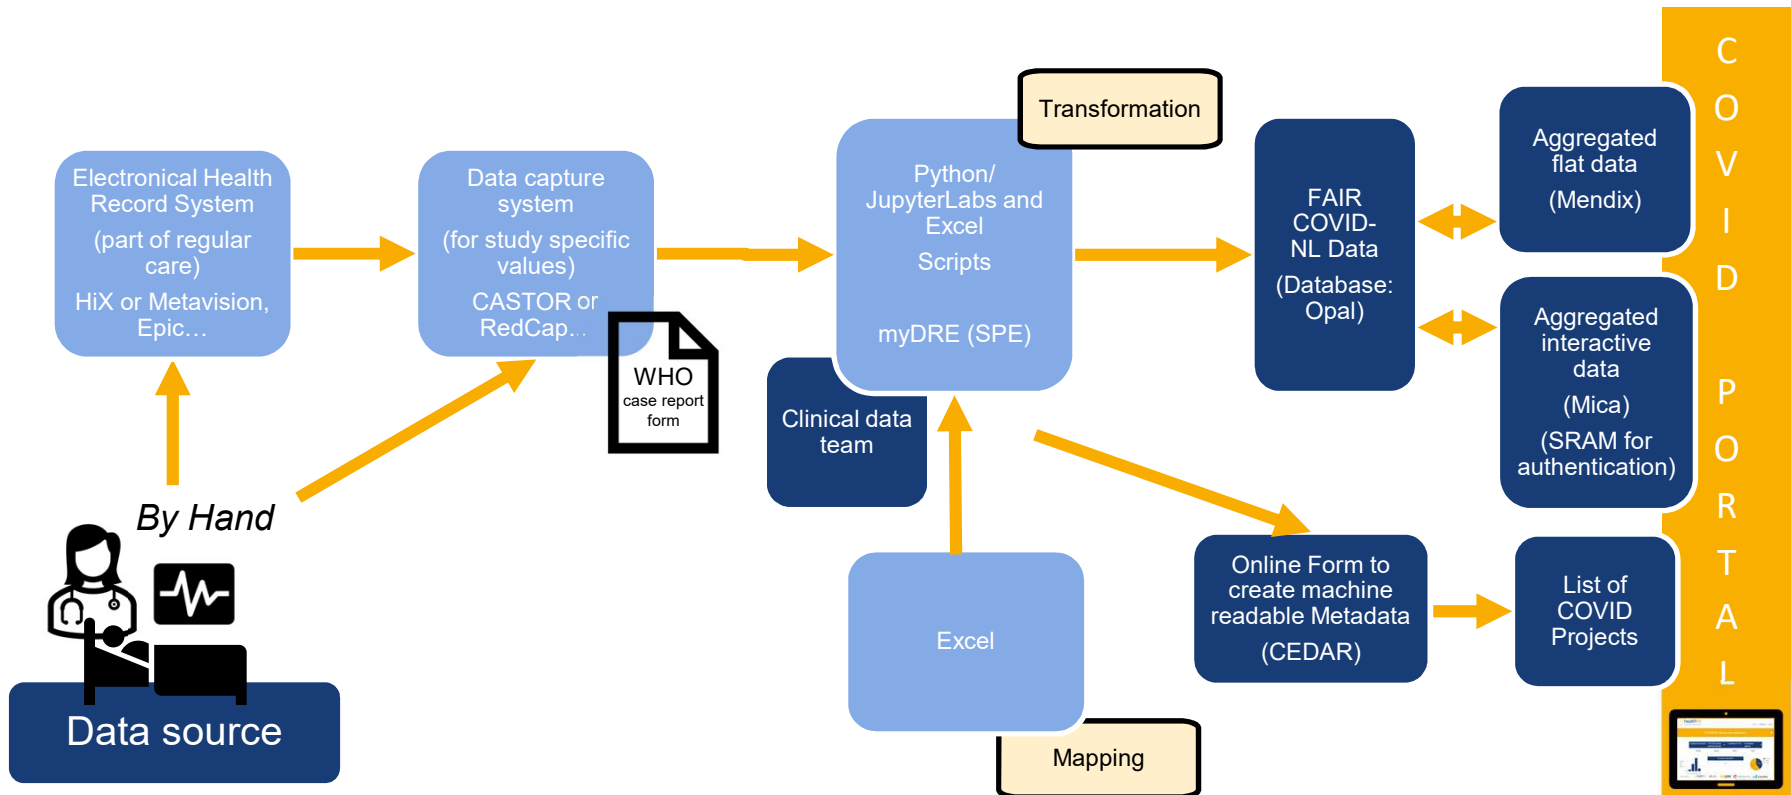 Electronical Health
Record System
(part of regular
care)
HiX or Metavision,
Epic…
Data capture
system
(for study specific
values)
CASTOR or
RedCap…
WHO
case report
form
By Hand
Data source
Transformation
Python/
JupyterLabs and
Excel
Scripts
myDRE (SPE)
Clinical data
team
Excel
Mapping
FAIR
COVID-
NL Data
(Database:
Opal)
Aggregated
flat data
(Mendix)
Aggregated
interactive
data
(Mica)
(SRAM for
authentication)
Online Form to
create machine
readable Metadata
(CEDAR)
List of
COVID
Projects
C
O
V
I
D
P
O
R
T
A
L